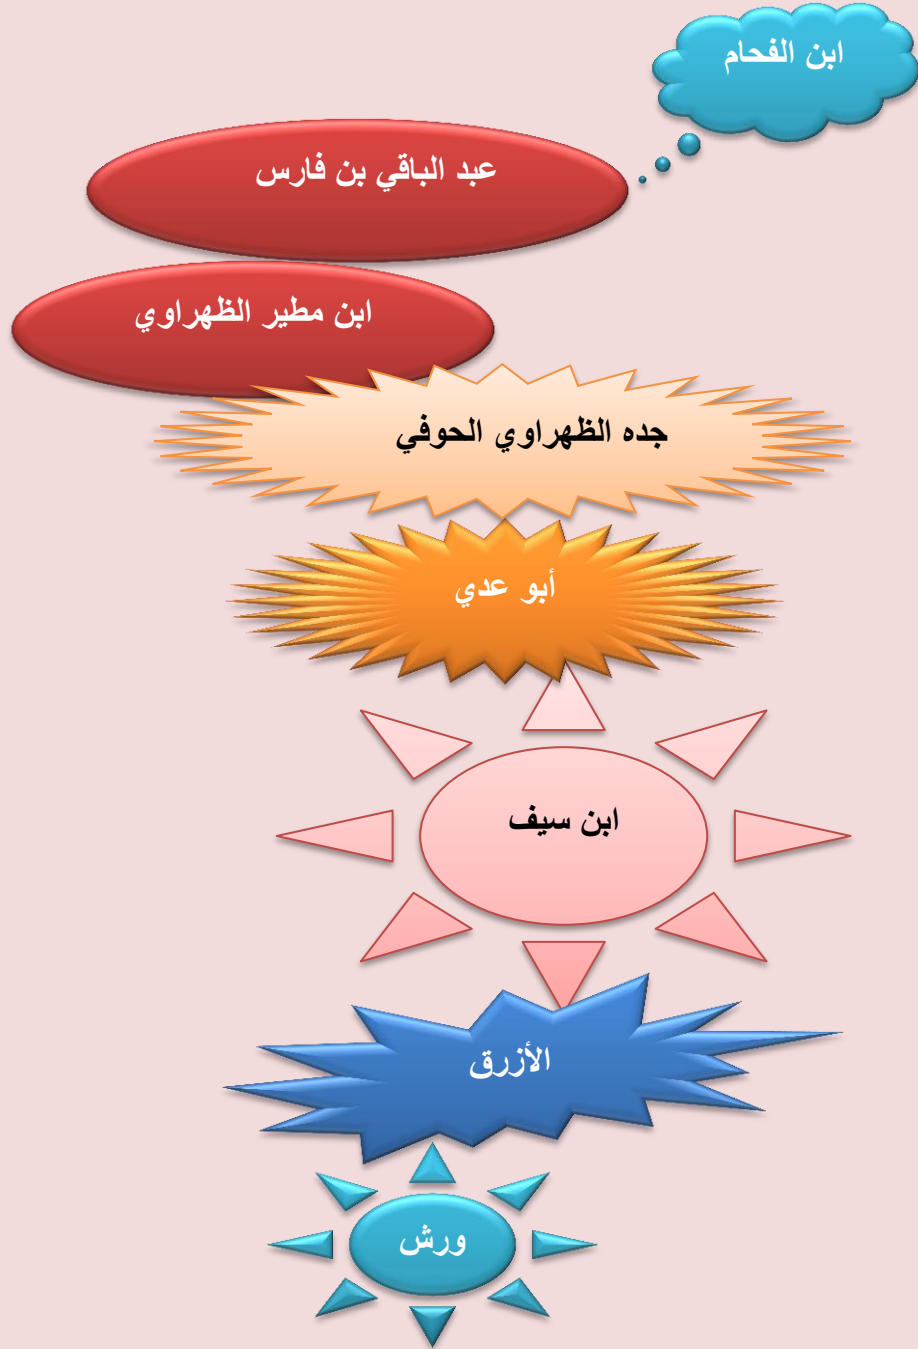 ابن الفحام
عبد الباقي بن فارس
ابن مطير الظهراوي
جده الظهراوي الحوفي
أبو عدي
ابن سيف
الأزرق
ورش